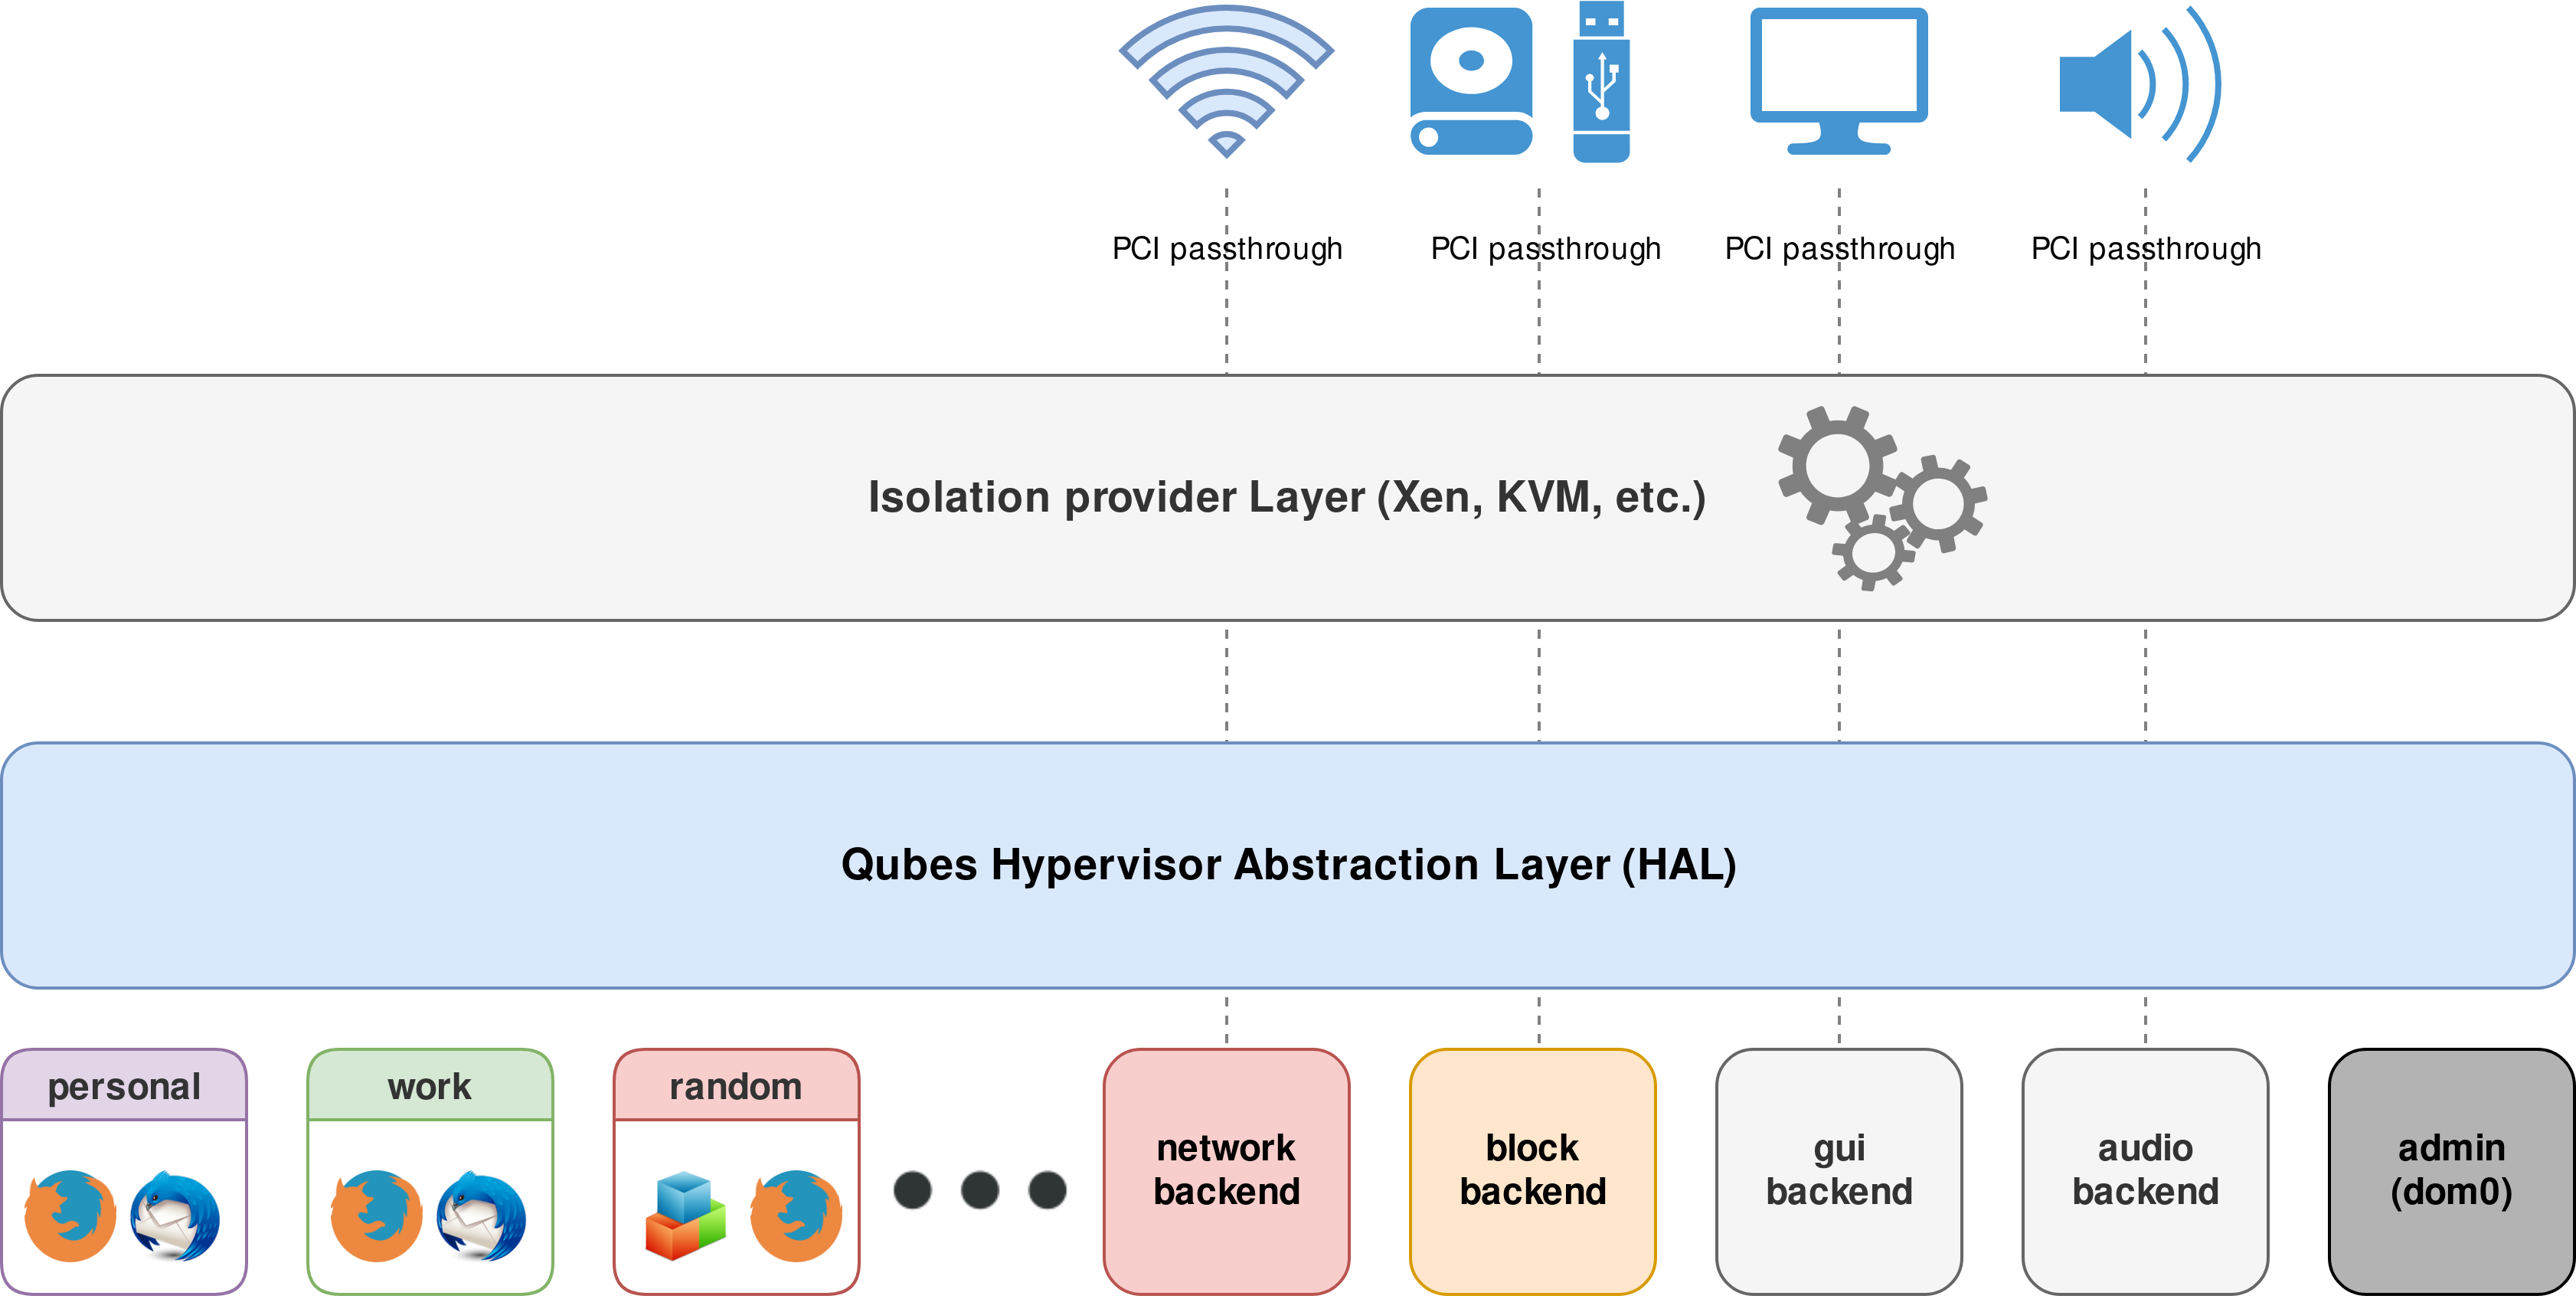 PCI passthrough
PCI passthrough
PCI passthrough
PCI passthrough
Isolation provider Layer (Xen, KVM, etc.)
Qubes Hypervisor Abstraction Layer (HAL)
personal
work
random
network
backend
block
backend
gui
backend
audio
backend
admin
(dom0)